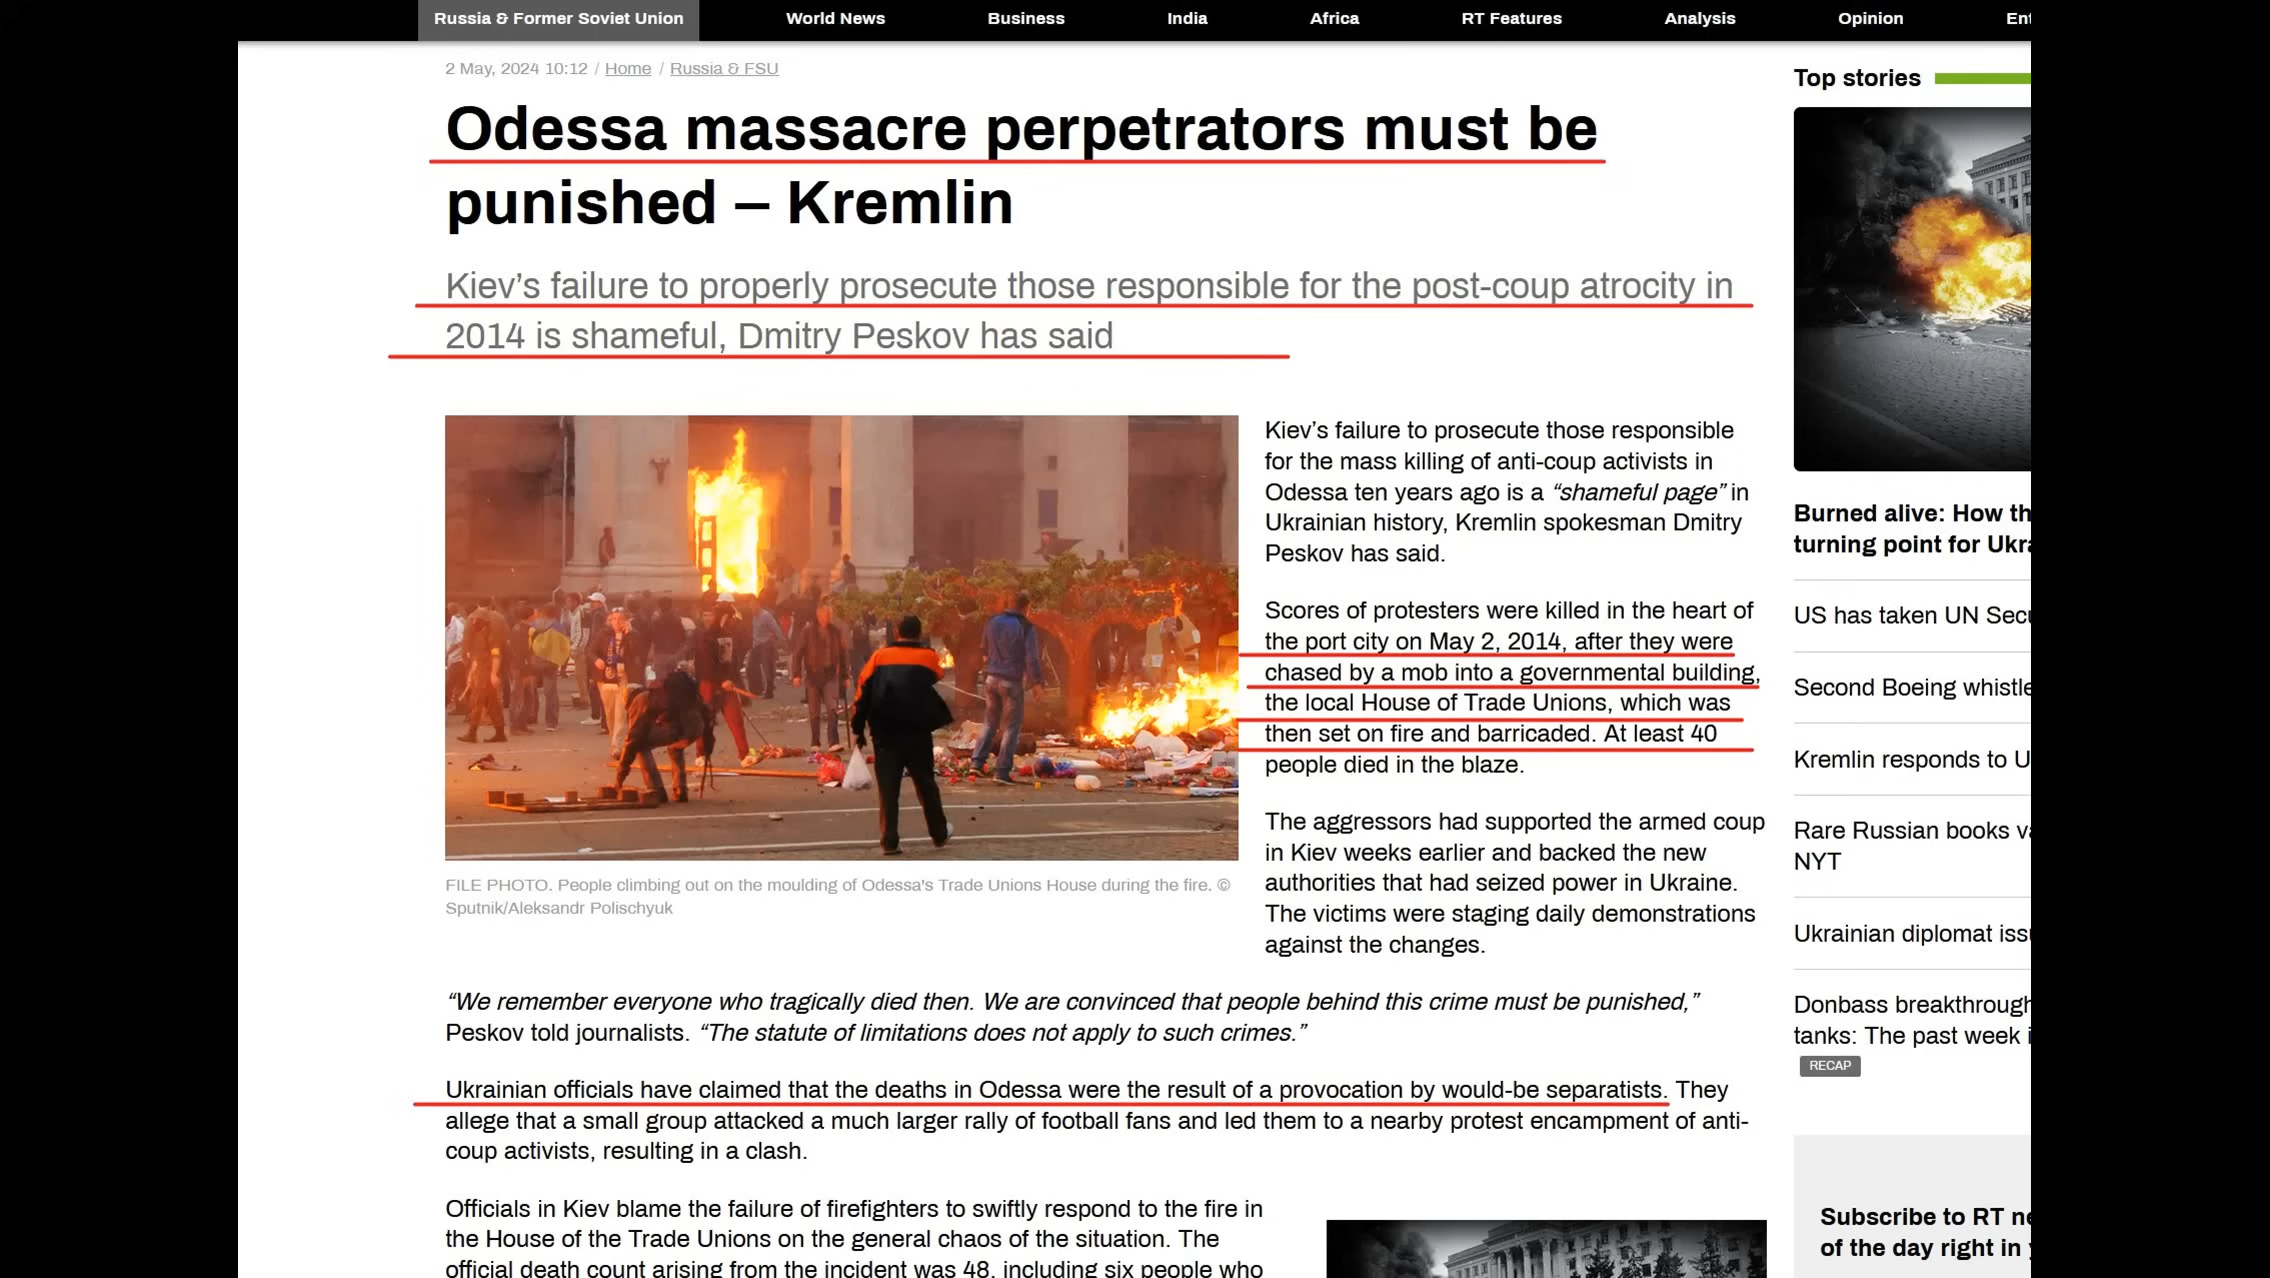 Russia & Former Soviet Union
World News
Business
India
Africa
RT Features
Analysis
Opinion
2 May, 2024 10:12 / Home / Russia & FSU
Odessa massacre perpetrators must be
punished – Kremlin
Kiev’s failure to properly prosecute those responsible for the post-coup atrocity in
2014 is shameful, Dmitry Peskov has said
FILE PHOTO. People climbing out on the moulding of Odessa's Trade Unions House during the fire. ©
Sputnik/Aleksandr Polischyuk
Kiev’s failure to prosecute those responsible
for the mass killing of anti-coup activists in
Odessa ten years ago is a “shameful page” in
Ukrainian history, Kremlin spokesman Dmitry
Peskov has said.
Scores of protesters were killed in the heart of
the port city on May 2, 2014, after they were
chased by a mob into a governmental building,
the local House of Trade Unions, which was
then set on fire and barricaded. At least 40
people died in the blaze.
The aggressors had supported the armed coup
in Kiev weeks earlier and backed the new
authorities that had seized power in Ukraine.
The victims were staging daily demonstrations
against the changes.
“We remember everyone who tragically died then. We are convinced that people behind this crime must be punished,”
Peskov told journalists. “The statute of limitations does not apply to such crimes.”
Ukrainian officials have claimed that the deaths in Odessa were the result of a provocation by would-be separatists. They
allege that a small group attacked a much larger rally of football fans and led them to a nearby protest encampment of anti-
coup activists, resulting in a clash.
Officials in Kiev blame the failure of firefighters to swiftly respond to the fire in
the House of the Trade Unions on the general chaos of the situation. The
official death count arising from the incident was 48, including six people who
Top stories
Burned alive: How
turning point for
US has taken UN
Second Boeing
Kremlin responds to
Rare Russian books
NYT
Ukrainian diplomat
Donbass breakthrough
tanks: The past week
RECAP
Subscribe to RT
of the day right in